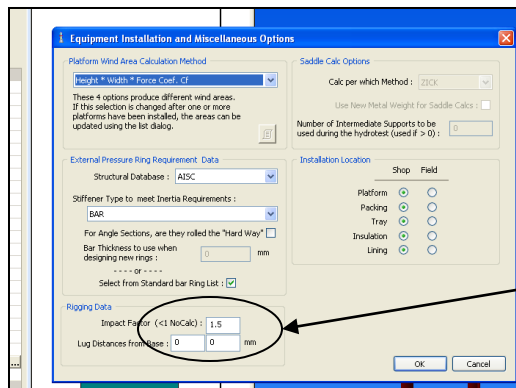 Equipment Installation and Miscellaneous Options
Platform Wind Area Calculation Method
Height * Width * Force Coef. Cf
These 4 options produce different wind areas.
If this selection is changed after one or more
platforms have been installed, the areas can be
updated using the list dialog.
External Pressure Ring Requirement Data
Structural Database : AISC
Stiffener Type to meet Inertia Requirements :
BAR
For Angle Sections, are they rolled the "Hard Way"
Bar Thickness to use when
designing new rings : 0 mm
- - - - or - - - -
Select from Standard bar Ring List :
Rigging Data
Impact Factor (<1 NoCalc) : 1.5
Lug Distances from Base : 0 0 mm
Saddle Calc Options
Calc per which Method : ZICK
Use New Metal Weight for Saddle Calcs :
Number of Intermediate Supports to be
used during the hydrotest (used if > 0) : 0
Installation Location
Shop Field
Platform
Packing
Tray
Insulation
Lining
OK Cancel
...